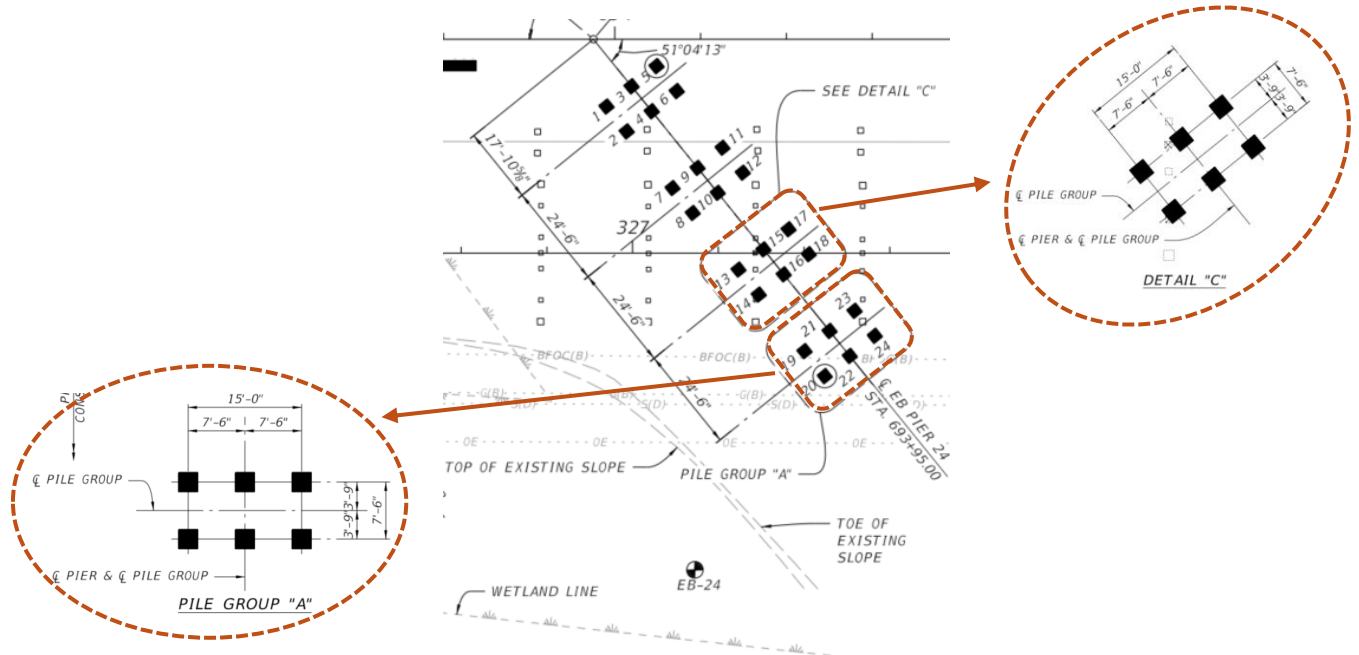 51°04'13"
5
3
6
1
4
2
SEE DETAIL "C"
11
9
12
7
10
8
327
17'-10⅝"
24'-6"
24'-6"
24'-6"
17
15
18
13
16
14
23
21
19
24
20
22
BFOC(B) BFOC(B) BFOC(B)
G(B) G(B) G(B)
S(D) S(D) S(D)
OE OE OE OE
TOP OF EXISTING SLOPE
PILE GROUP "A"
℄ EB PIER 24
STA. 693+95.00
TOE OF
EXISTING
SLOPE
EB-24
WETLAND LINE
15'-0"
7'-6"
7'-6"
7'-6"
3'-9"
3'-9"
℄ PILE GROUP
℄ PIER & ℄ PILE GROUP
DETAIL "C"
15'-0"
7'-6" 7'-6"
℄ PILE GROUP
3'-9"
3'-9"
7'-6"
℄ PIER & ℄ PILE GROUP
PILE GROUP "A"